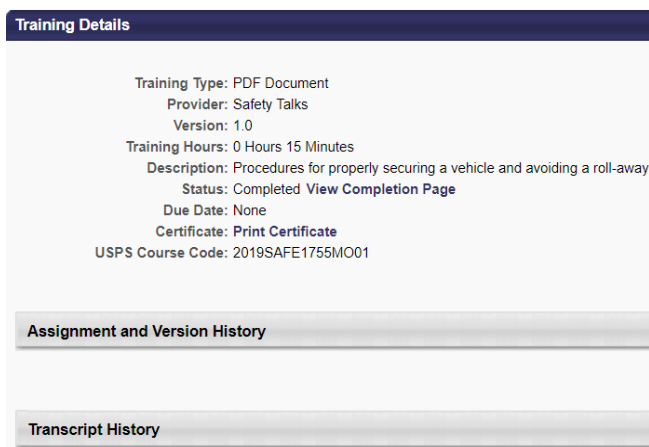 Training Details
Training Type: PDF Document
Provider: Safety Talks
Version: 1.0
Training Hours: 0 Hours 15 Minutes
Description: Procedures for properly securing a vehicle and avoiding a roll-away
Status: Completed View Completion Page
Due Date: None
Certificate: Print Certificate
USPS Course Code: 2019SAFE1755MO01
Assignment and Version History
Transcript History